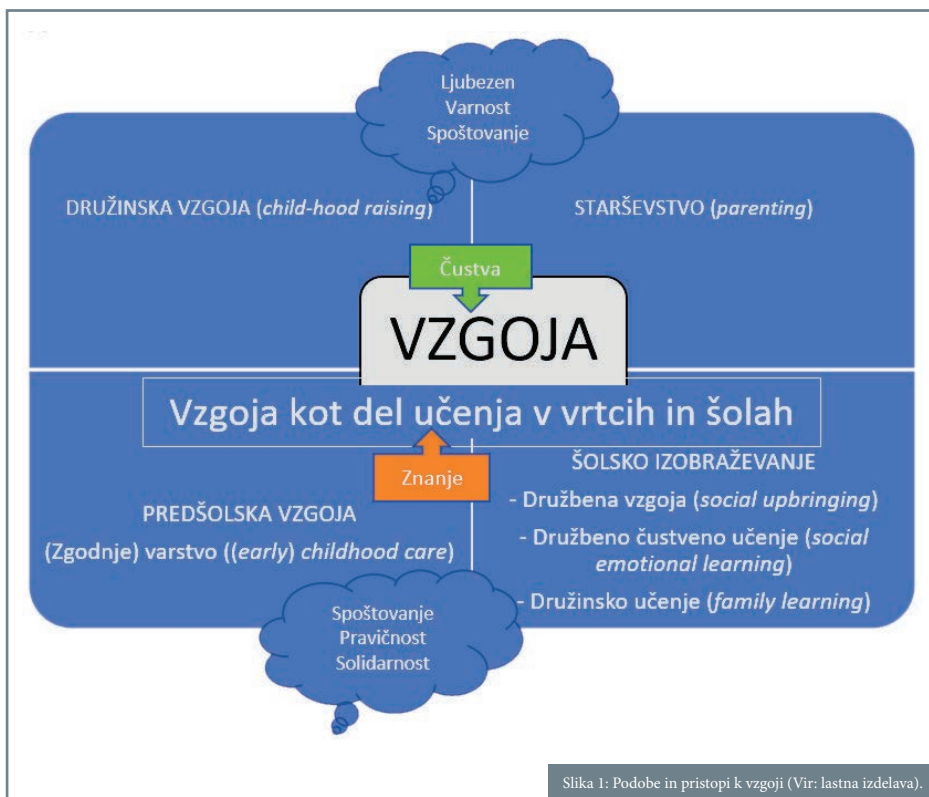 Ljubezen
Varnost
Spoštovanje
DRUŽINSKA VZGOJA (child-hood raising)
STARŠEVSTVO (parenting)
Čustva
VZGOJA
Vzgoja kot del učenja v vrtcih in šolah
Znanje
PREDŠOLSKA VZGOJA
(Zgodnje) varstvo ((early) childhood care)
ŠOLSKO IZOBRAŽEVANJE
- Družbena vzgoja (social upbringing)
- Družbeno čustveno učenje (social
emotional learning)
- Družinsko učenje (family learning)
Spoštovanje
Pravičnost
Solidarnost
Slika 1: Podobe in pristopi k vzgoji (Vir: lastna izdelava).